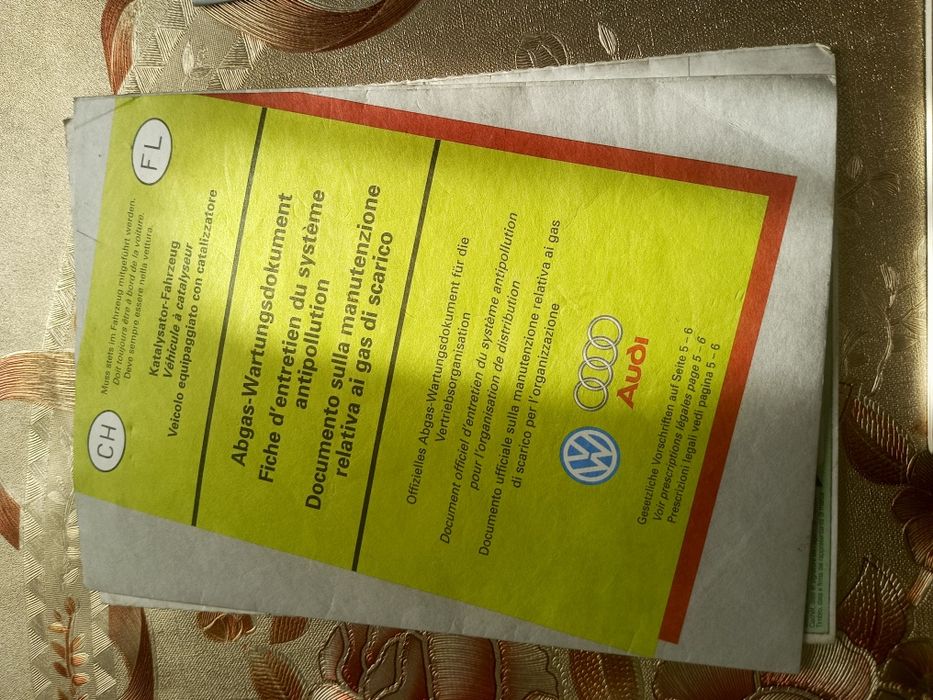 CH
FL
Muss stets im Fahrzeug mitgeführt werden.
Doit toujours être à bord de la voiture.
Deve sempre essere nella vettura.
Katalysator-Fahrzeug
Véhicule à catalyseur
Veicolo equipaggiato con catalizzatore
Abgas-Wartungsdokument
Fiche d'entretien du système
antipollution
Documento sulla manutenzione
relativa ai gas di scarico
Offizielles Abgas-Wartungsdokument für die
Vertriebsorganisation
Document officiel d'entretien du système antipollution
pour l'organisation de distribution
Documento ufficiale sulla manutenzione relativa ai gas
di scarico per l'organizzazione
VW
Audi
Gesetzliche Vorschriften auf Seite 5 - 6
Voir prescriptions légales page 5 - 6
Prescrizioni legali vedi pagina 5 - 6